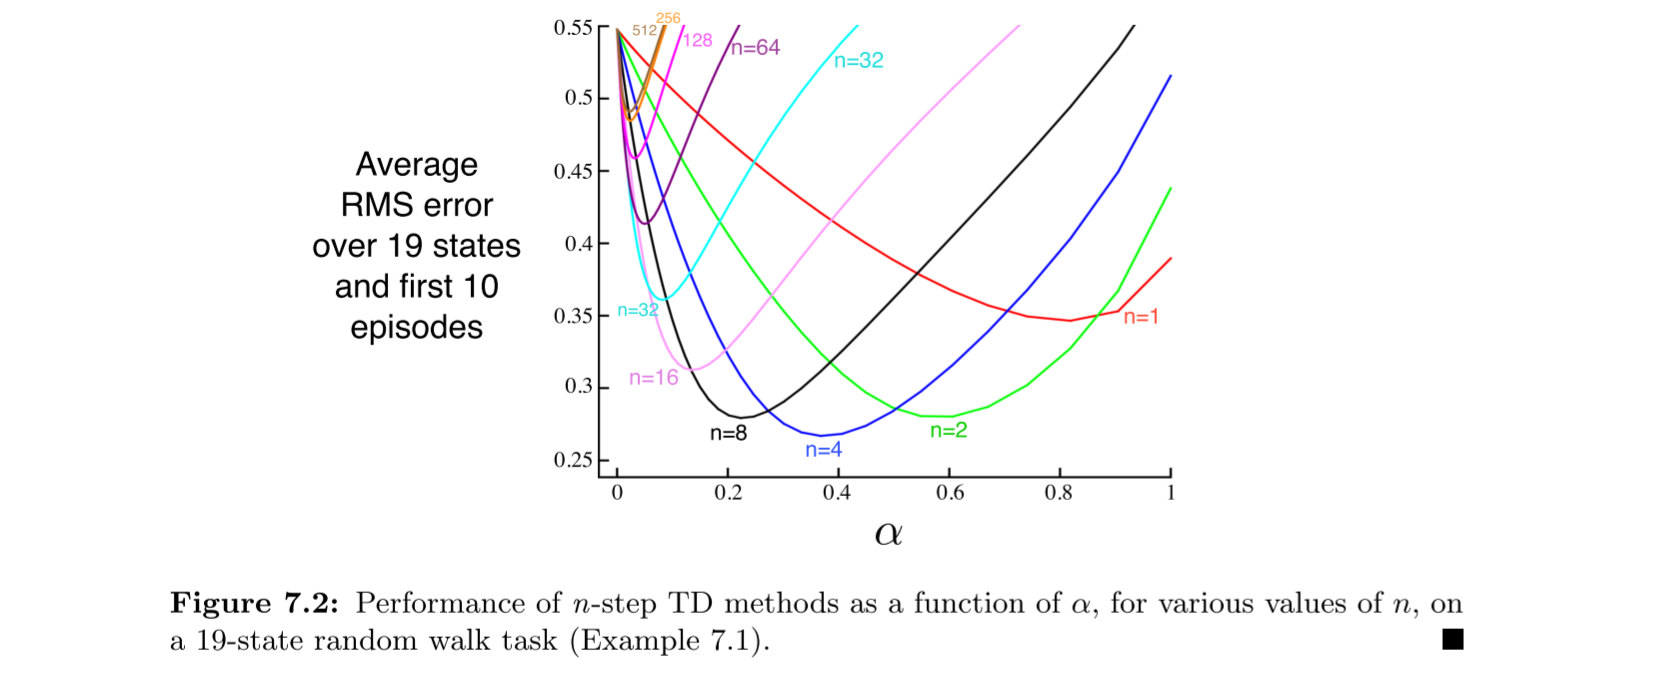 256
0.55
512
128
n=64
n=32
0.5
Average
RMS error
over 19 states
and first 10
episodes
0.45
0.4
0.35
n=32
n=1
0.3
n=16
n=8
n=2
n=4
0.25
0 0.2 0.4 0.6 0.8 1
α
Figure 7.2: Performance of n-step TD methods as a function of α, for various values of n, on
a 19-state random walk task (Example 7.1). ■